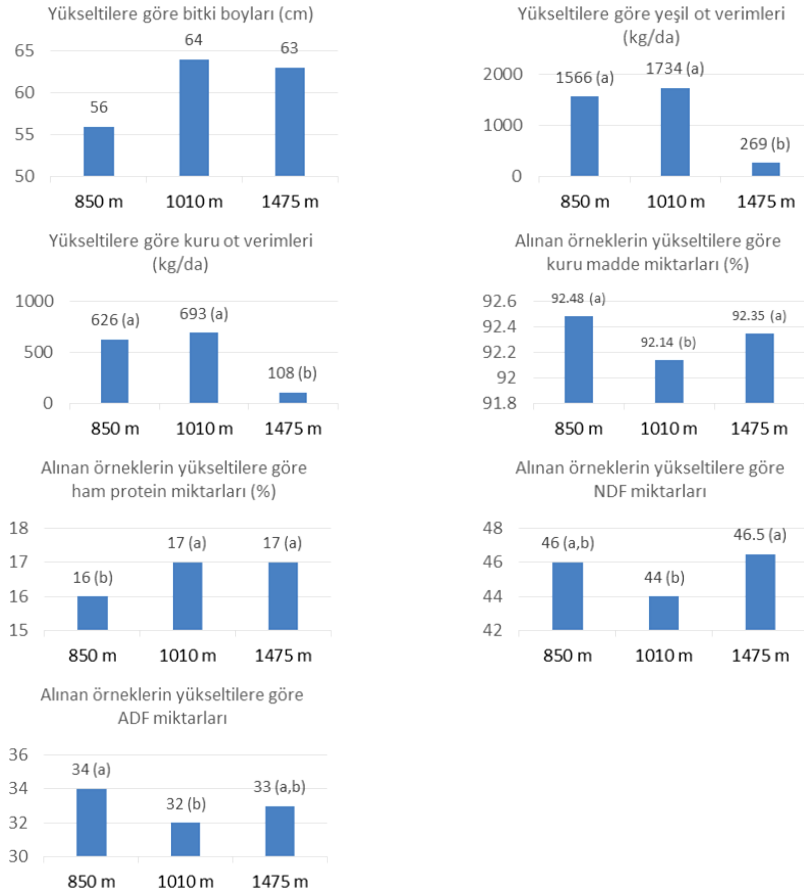 Yükseltilere göre bitki boyları (cm)
65
60
55
50
56
64
63
850 m 1010 m 1475 m
Yükseltilere göre yeşil ot verimleri
(kg/da)
2000
1000
0
1566 (a)
1734 (a)
269 (b)
850 m 1010 m 1475 m
Yükseltilere göre kuru ot verimleri
(kg/da)
1000
500
0
626 (a)
693 (a)
108 (b)
850 m 1010 m 1475 m
Alınan örneklerin yükseltilere göre
kuru madde miktarları (%)
92.6
92.4
92.2
92
91.8
92.48 (a)
92.14 (b)
92.35 (a)
850 m 1010 m 1475 m
Alınan örneklerin yükseltilere göre
ham protein miktarları (%)
18
17
16
15
16 (b)
17 (a)
17 (a)
850 m 1010 m 1475 m
Alınan örneklerin yükseltilere göre
NDF miktarları
48
46
44
42
46 (a,b)
44 (b)
46.5 (a)
850 m 1010 m 1475 m
Alınan örneklerin yükseltilere göre
ADF miktarları
36
34
32
30
34 (a)
32 (b)
33 (a,b)
850 m 1010 m 1475 m